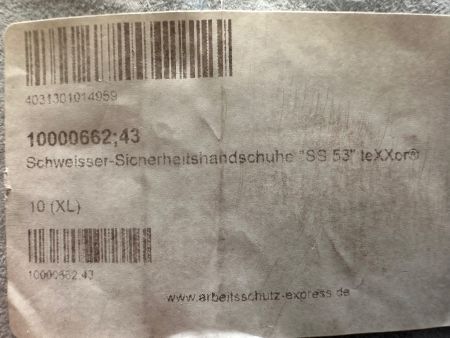 4031301014959
10000662;43
Schweisser-Sicherheitshandschuhe "SS 53" teXXor®
10 (XL)
10000662;43
www.arbeitsschutz-express.de